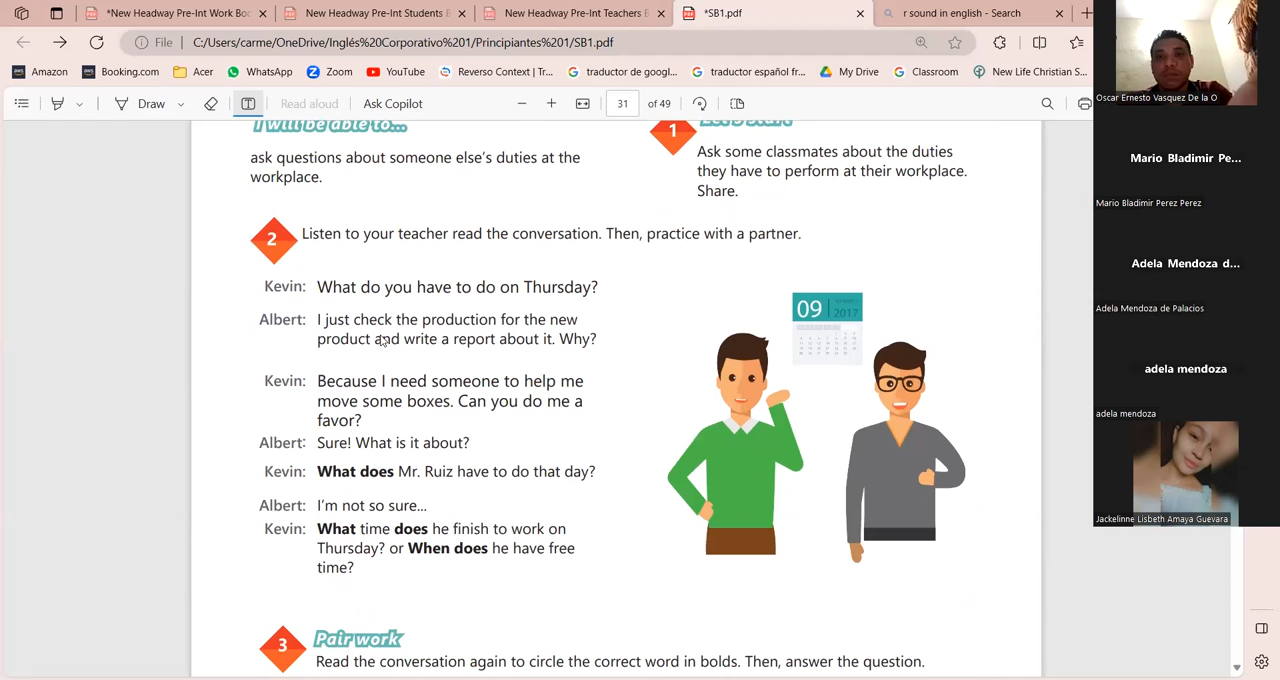 *New Headway Pre-Int Work Boo
New Headway Pre-Int Students B
New Headway Pre-Int Teachers B
*SB1.pdf
r sound in english - Search
File
C:/Users/carme/OneDrive/Inglés%20Corporativo%201/Principiantes%201/SB1.pdf
Amazon
Booking.com
Acer
WhatsApp
Zoom
YouTube
Reverso Context | Tr...
traductor de googl...
traductor español fr...
My Drive
Classroom
New Life Christian S...
Draw
Read aloud
Ask Copilot
31
of 49
I will be able to...
ask questions about someone else's duties at the
workplace.
1
Let's start
Ask some classmates about the duties
they have to perform at their workplace.
Share.
2
Listen to your teacher read the conversation. Then, practice with a partner.
Kevin: What do you have to do on Thursday?
Albert: I just check the production for the new
product and write a report about it. Why?
Kevin: Because I need someone to help me
move some boxes. Can you do me a
favor?
Albert: Sure! What is it about?
Kevin: What does Mr. Ruiz have to do that day?
Albert: I'm not so sure...
Kevin: What time does he finish to work on
Thursday? or When does he have free
time?
09
2017
3
Pair work
Read the conversation again to circle the correct word in bolds. Then, answer the question.
Oscar Ernesto Vasquez De la O
Mario Bladimir Pe...
Mario Bladimir Perez Perez
Adela Mendoza d...
Adela Mendoza de Palacios
adela mendoza
adela mendoza
Jackelinne Lisbeth Amaya Guevara